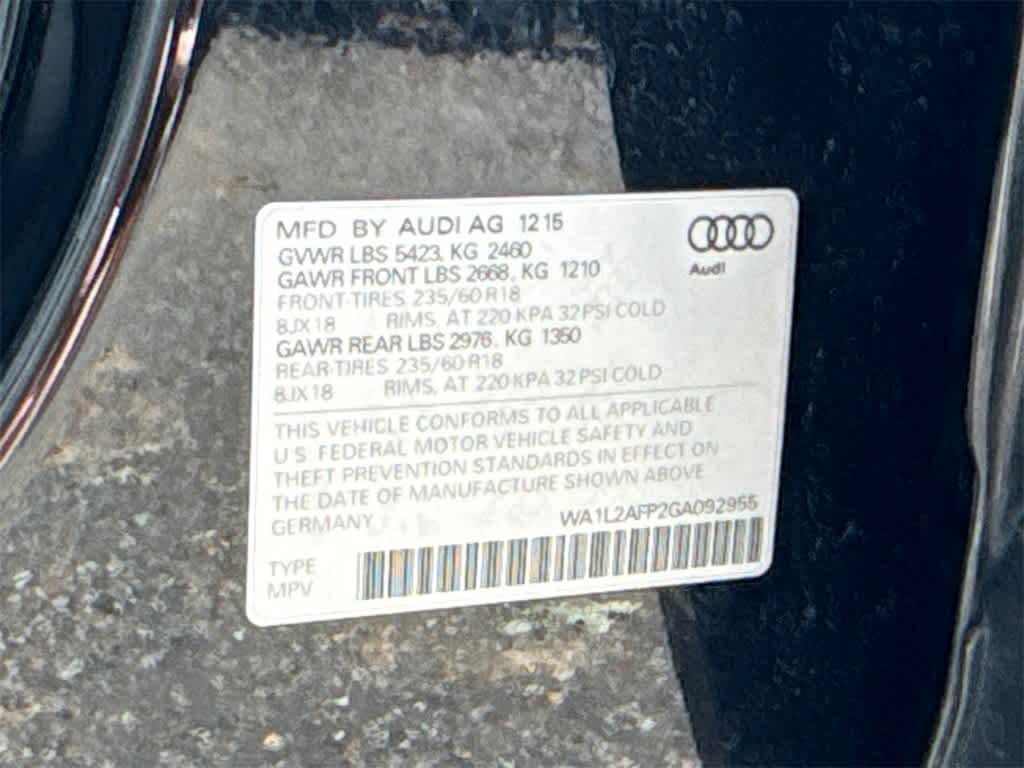 MFD BY AUDI AG 12 15
GVWR LBS 5423, KG 2460
GAWR FRONT LBS 2668, KG 1210
FRONT-TIRES 235/60 R18
8JX18 RIMS, AT 220 KPA 32 PSI COLD
GAWR REAR LBS 2976, KG 1350
REAR-TIRES 235/60 R18
8JX18 RIMS, AT 220 KPA 32 PSI COLD
THIS VEHICLE CONFORMS TO ALL APPLICABLE
U S FEDERAL MOTOR VEHICLE SAFETY AND
THEFT PREVENTION STANDARDS IN EFFECT ON
THE DATE OF MANUFACTURE SHOWN ABOVE
GERMANY WA1L2AFP2GA092955
TYPE
MPV
Audi